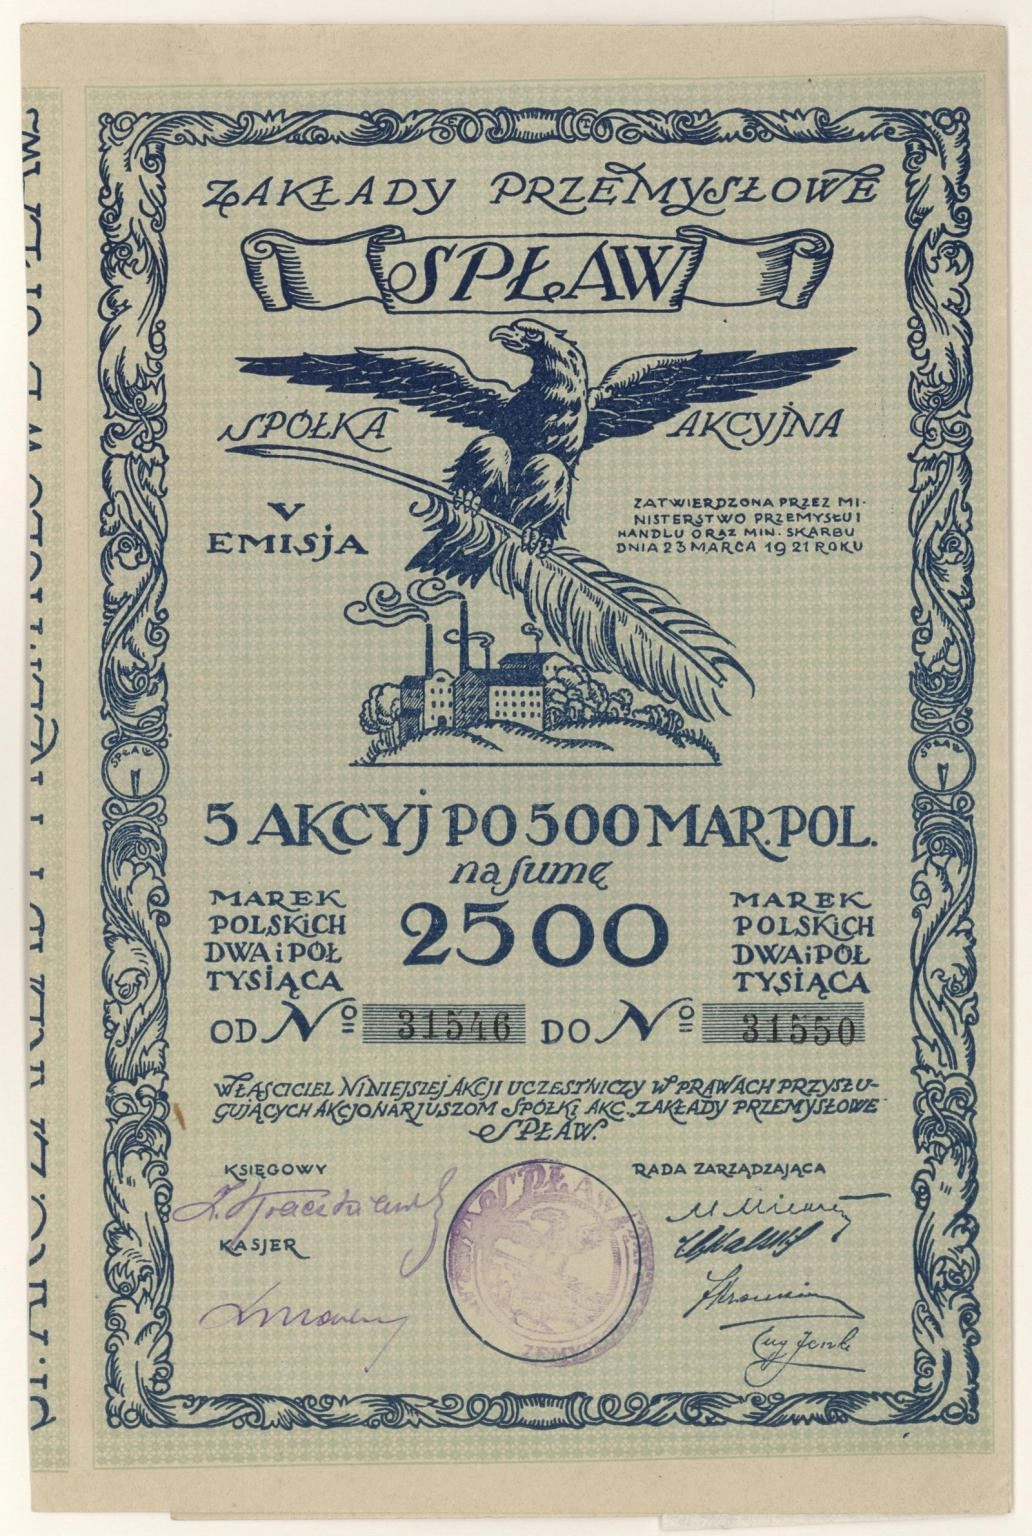 ZAKŁADY PRZEMYSŁOWE
SPŁAW
SPÓŁKA AKCYJNA
V
EMISJA
ZATWIERDZONA PRZEZ MI-
NISTERSTWO PRZEMYSŁU I
HANDLU ORAZ MIN. SKARBU
DNIA 23 MARCA 1921 ROKU
SPŁAW
SPŁAW
5 AKCYJ PO 500 MAR. POL.
na sumę
MAREK
POLSKICH
DWA i PÓŁ
TYSIĄCA
2500
MAREK
POLSKICH
DWA i PÓŁ
TYSIĄCA
OD No 31546 DO No 31550
WŁAŚCICIEL NINIEJSZEJ AKCJI UCZESTNICZY W PRAWACH PRZYSŁU-
GUJĄCYCH AKCJONARJUSZOM SPÓŁKI AKC. „ZAKŁADY PRZEMYSŁOWE
SPŁAW."
KSIĘGOWY
KASJER
RADA ZARZĄDZAJĄCA
SPŁAW